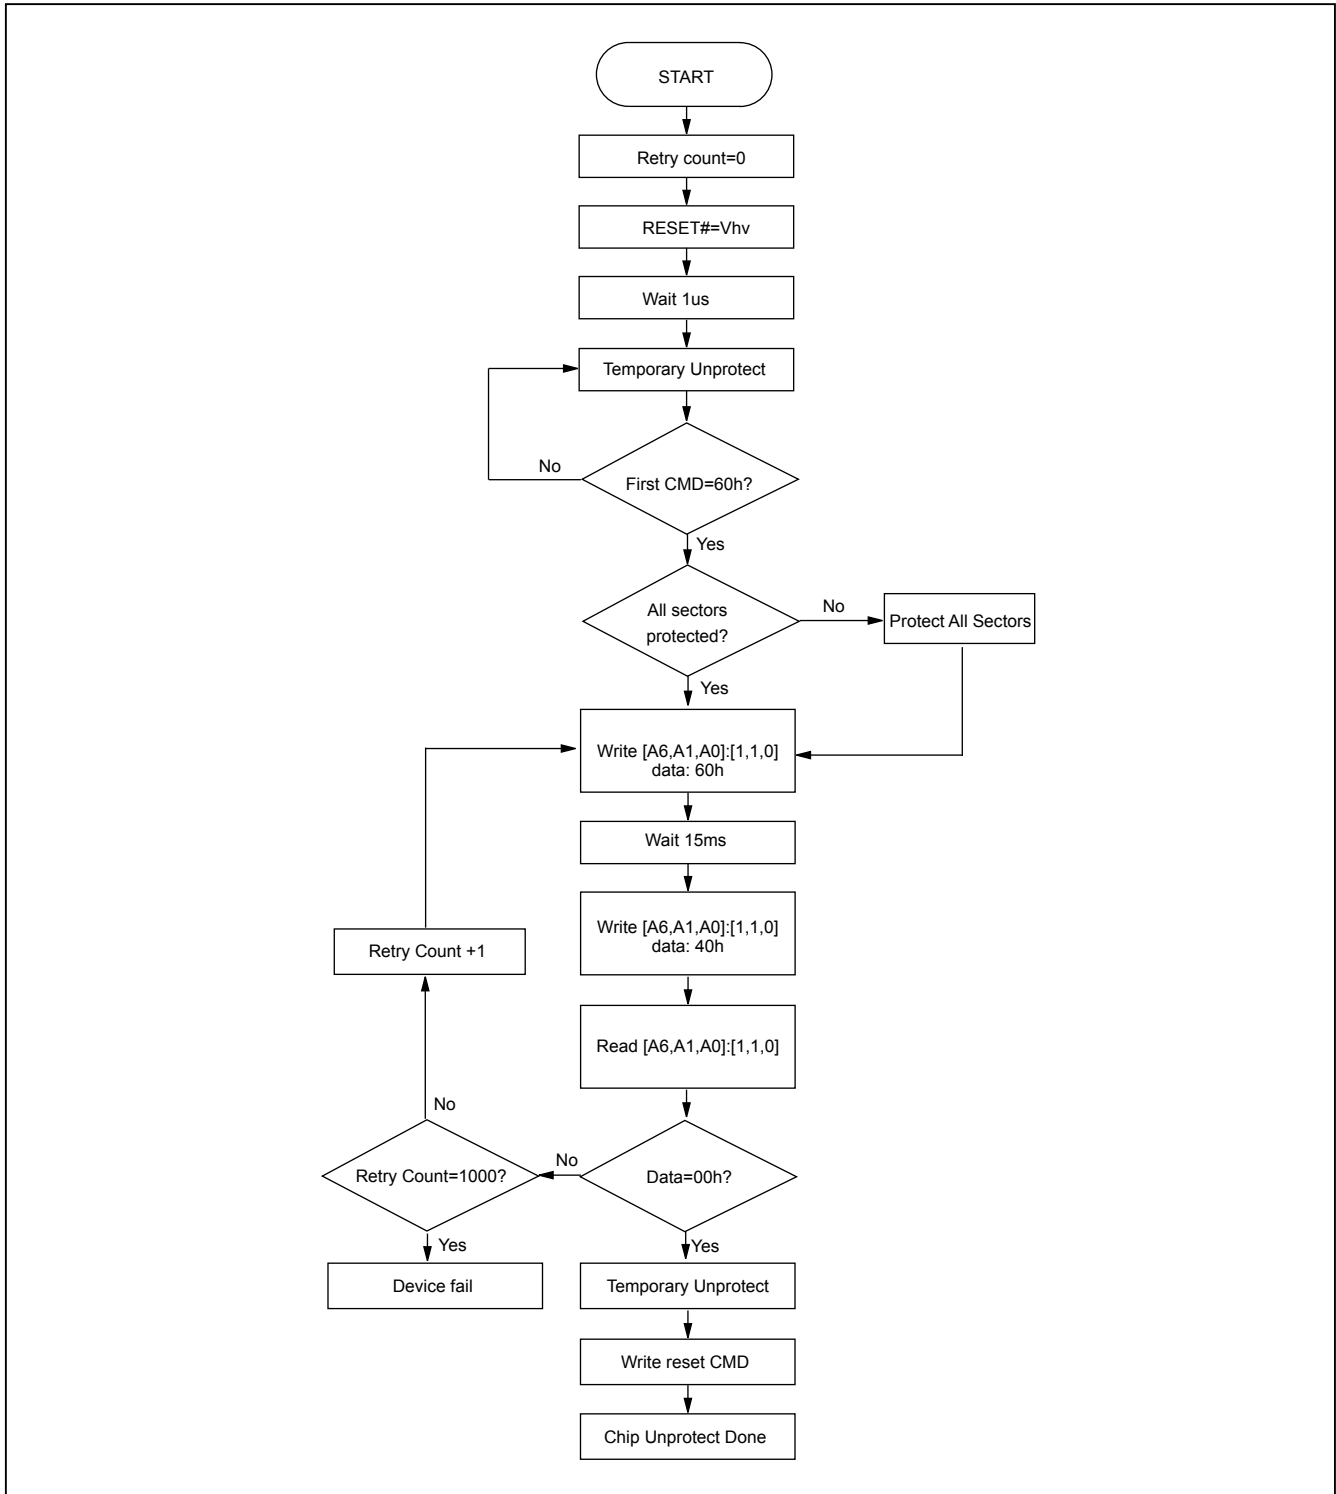 START
Retry count=0
RESET#=Vhv
Wait 1us
Temporary Unprotect
No
First CMD=60h?
Yes
All sectors
protected?
No
Protect All Sectors
Yes
Write [A6,A1,A0]:[1,1,0]
data: 60h
Wait 15ms
Write [A6,A1,A0]:[1,1,0]
data: 40h
Retry Count +1
Read [A6,A1,A0]:[1,1,0]
No
Retry Count=1000?
No
Data=00h?
Yes
Yes
Device fail
Temporary Unprotect
Write reset CMD
Chip Unprotect Done